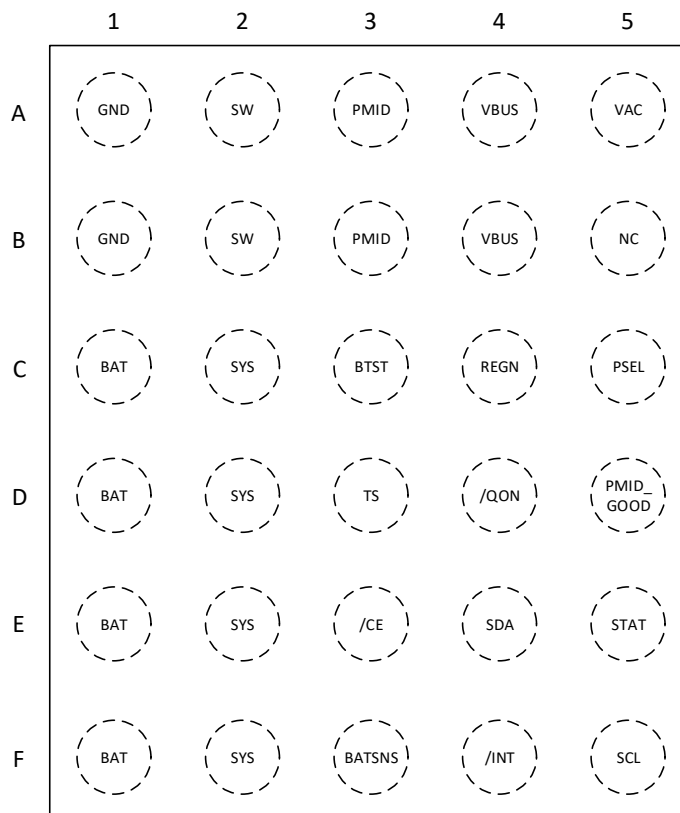 1 2 3 4 5
A GND SW PMID VBUS VAC
B GND SW PMID VBUS NC
C BAT SYS BTST REGN PSEL
D BAT SYS TS /QON PMID_
GOOD
E BAT SYS /CE SDA STAT
F BAT SYS BATSNS /INT SCL